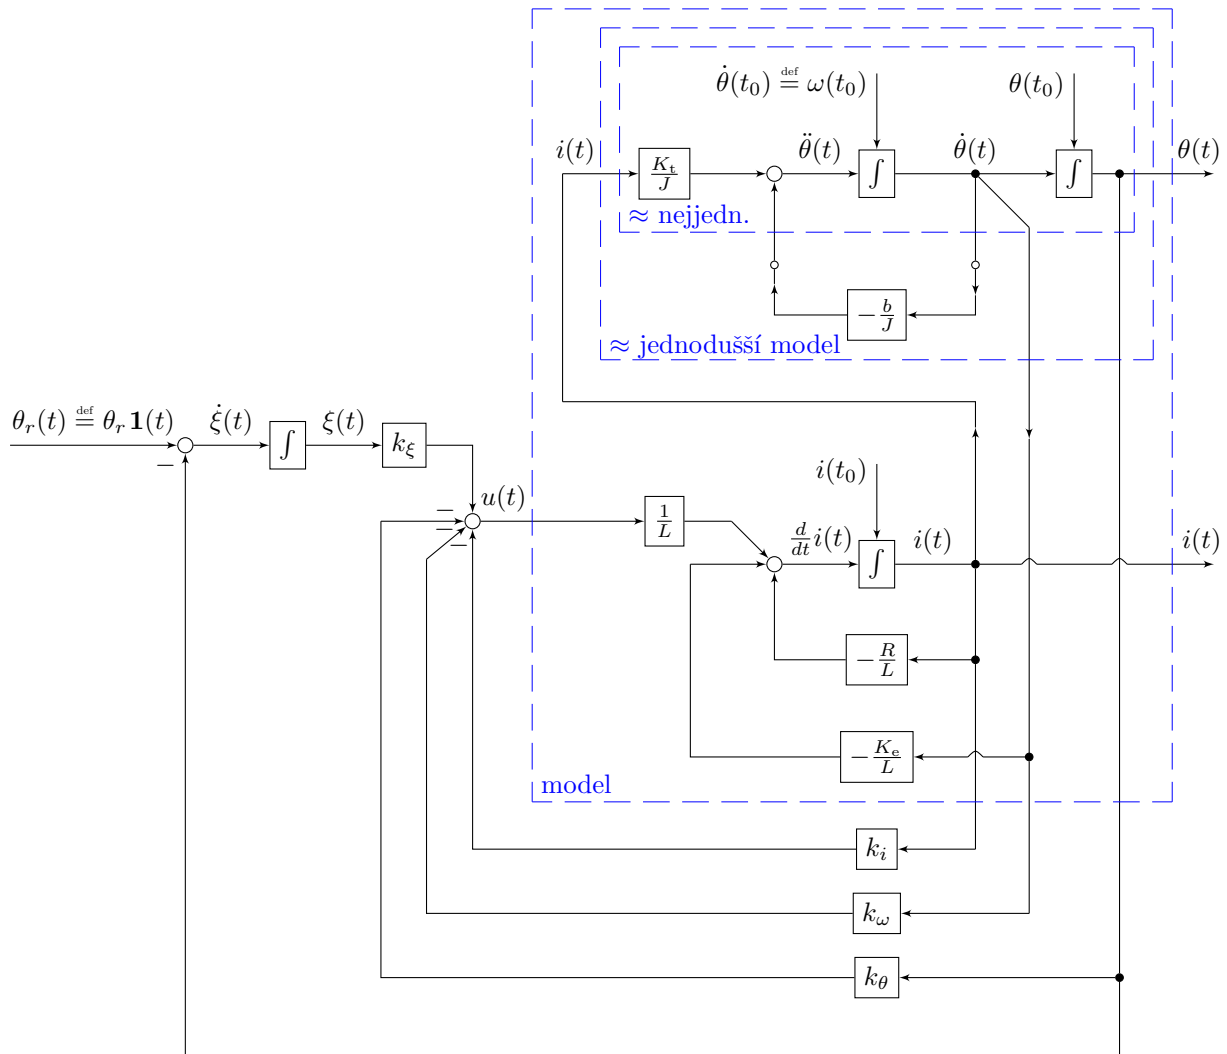 θ̇(t₀) ≝ ω(t₀)
θ(t₀)
i(t)
K_t/J
θ̈(t)
∫
θ̇(t)
∫
θ(t)
≈ nejjedn.
−b/J
≈ jednodušší model
θ_r(t) ≝ θ_r 𝟏(t)
−
ξ̇(t)
∫
ξ(t)
k_ξ
i(t₀)
−
−
−
u(t)
1/L
d/dt i(t)
∫
i(t)
i(t)
−R/L
−K_e/L
model
k_i
k_ω
k_θ